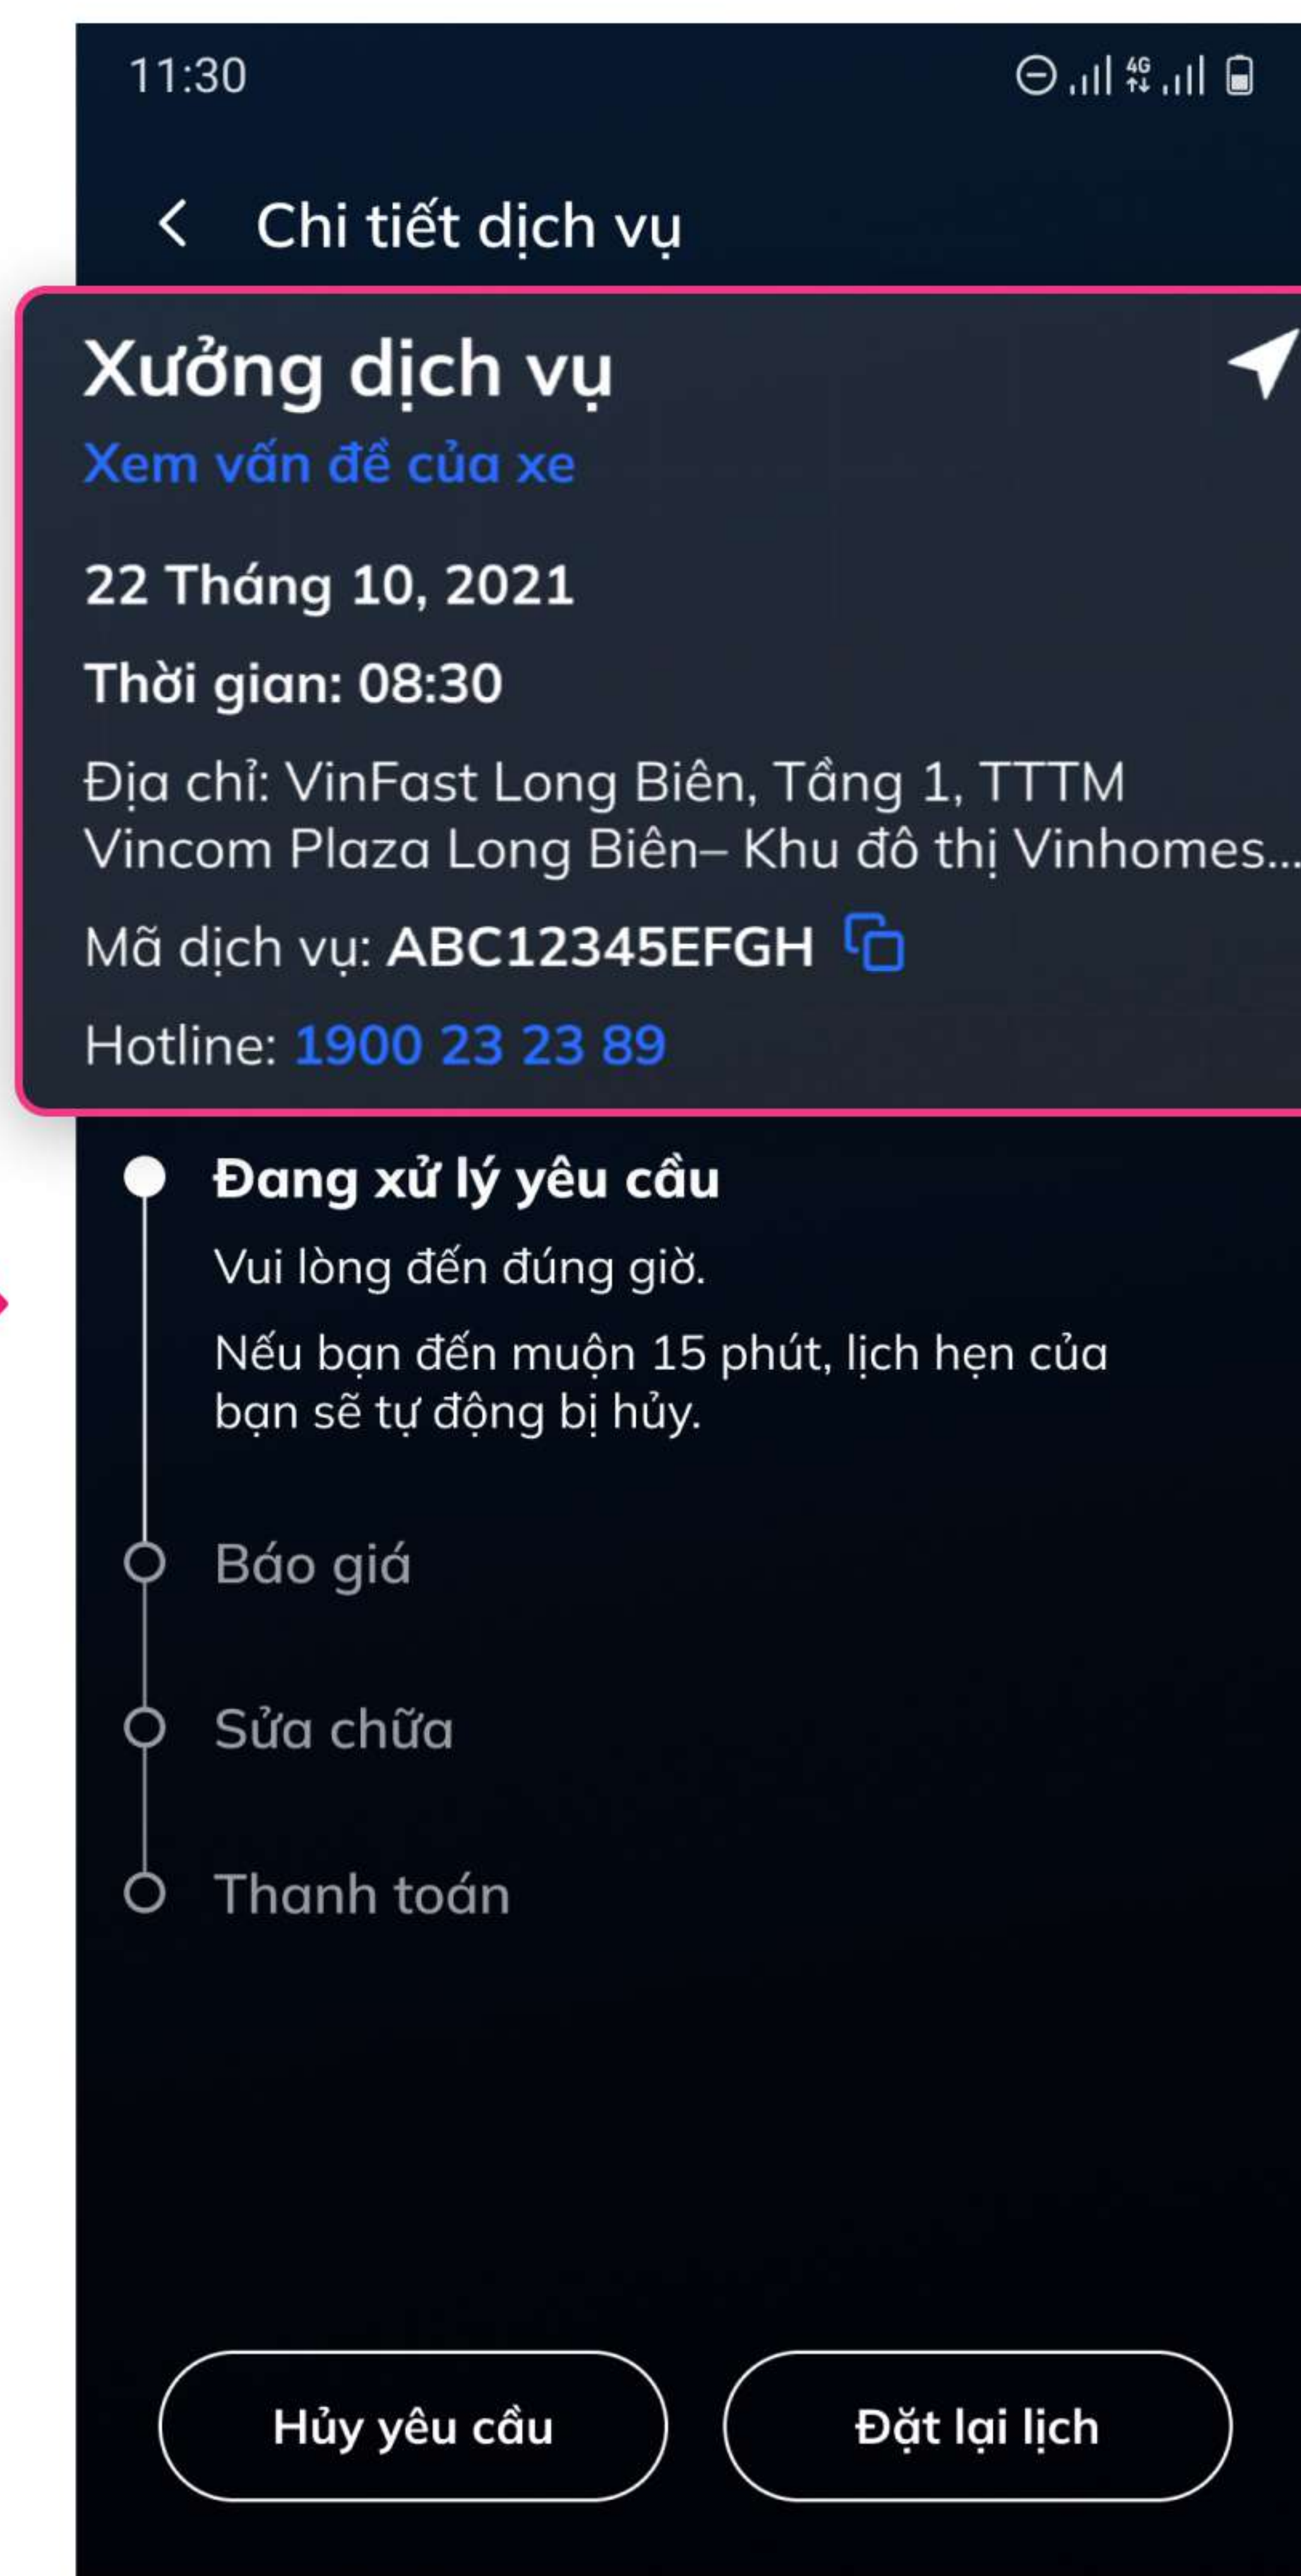 11:30
4G
Chi tiết dịch vụ
Xưởng dịch vụ
Xem vấn đề của xe
22 Tháng 10, 2021
Thời gian: 08:30
Địa chỉ: VinFast Long Biên, Tầng 1, TTTM
Vincom Plaza Long Biên– Khu đô thị Vinhomes...
Mã dịch vụ: ABC12345EFGH
Hotline: 1900 23 23 89
Đang xử lý yêu cầu
Vui lòng đến đúng giờ.
Nếu bạn đến muộn 15 phút, lịch hẹn của
bạn sẽ tự động bị hủy.
Báo giá
Sửa chữa
Thanh toán
Hủy yêu cầu
Đặt lại lịch